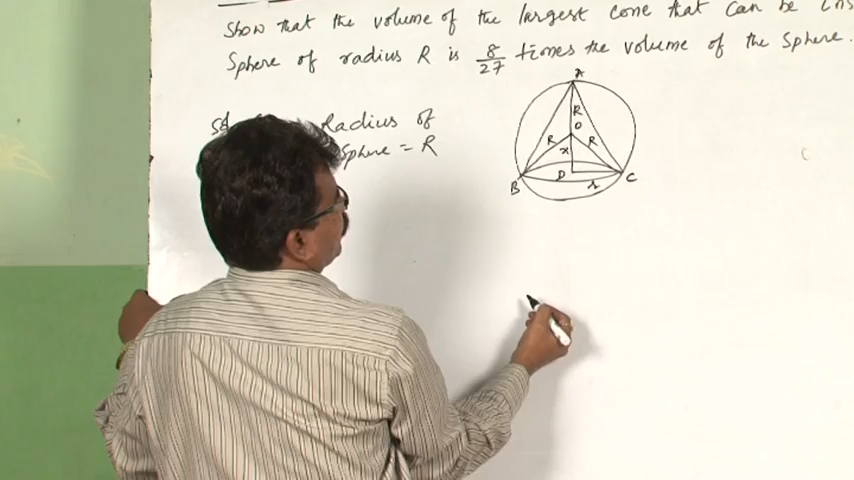 Show that the volume of the largest cone that can be
Sphere of radius R is 8/27 times the volume of the Sphere.
Radius of
Sphere = R
A
R
O
R R
x
B D r C